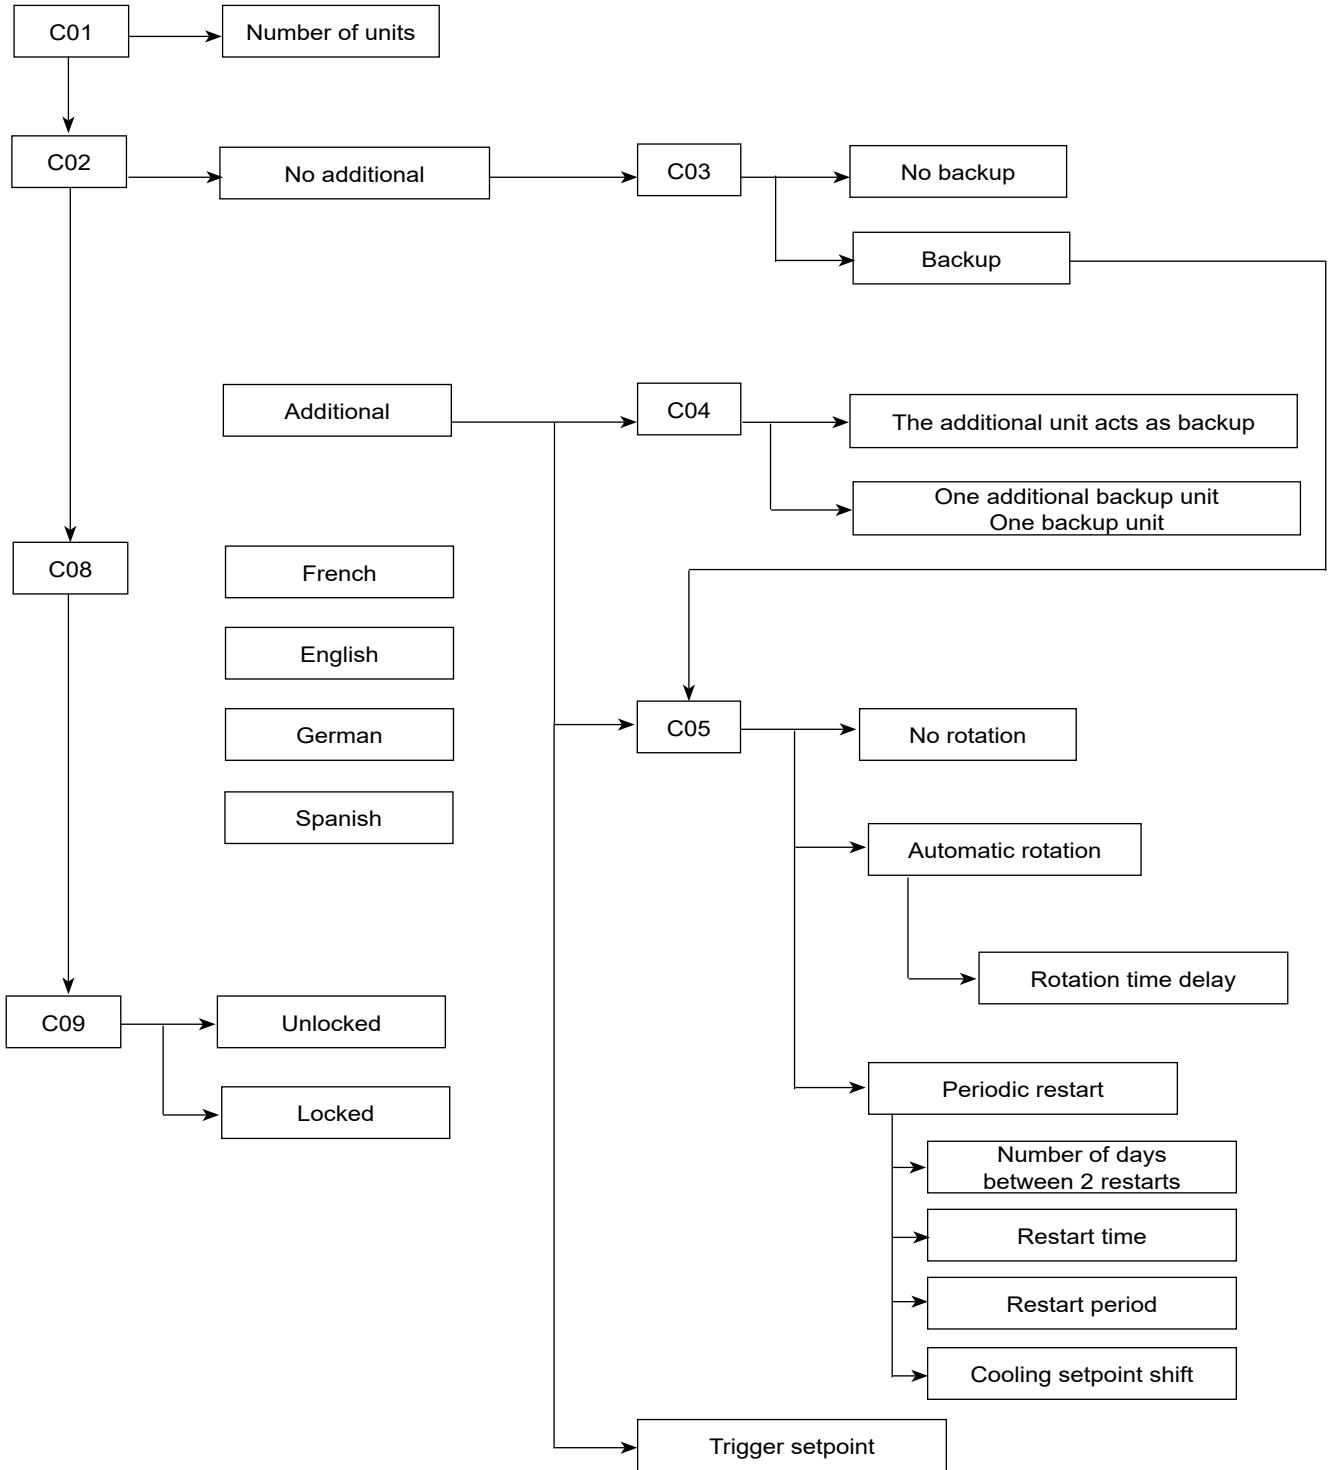 C01
Number of units
C02
No additional
C03
No backup
Backup
Additional
C04
The additional unit acts as backup
One additional backup unit
One backup unit
C08
French
English
German
Spanish
C05
No rotation
Automatic rotation
Rotation time delay
C09
Unlocked
Locked
Periodic restart
Number of days
between 2 restarts
Restart time
Restart period
Cooling setpoint shift
Trigger setpoint